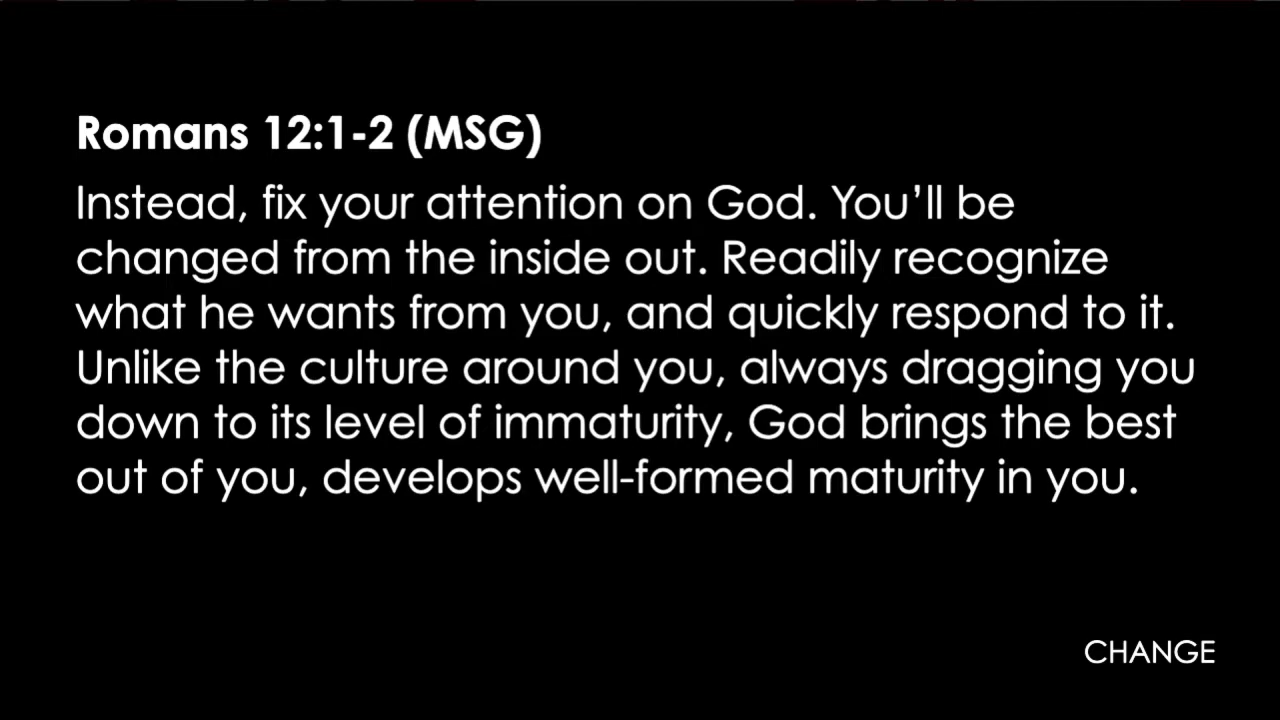 Romans 12:1-2 (MSG)
Instead, fix your attention on God. You’ll be
changed from the inside out. Readily recognize
what he wants from you, and quickly respond to it.
Unlike the culture around you, always dragging you
down to its level of immaturity, God brings the best
out of you, develops well-formed maturity in you.
CHANGE